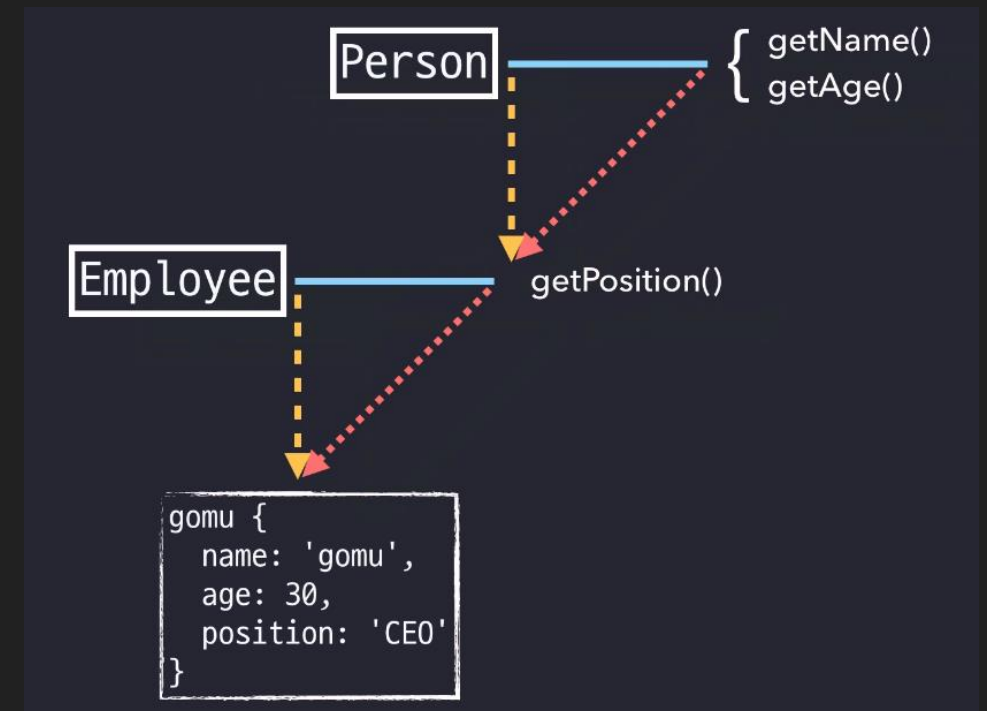 Person
getName()
getAge()
Employee
getPosition()
gomu {
name: 'gomu',
age: 30,
position: 'CEO'
}